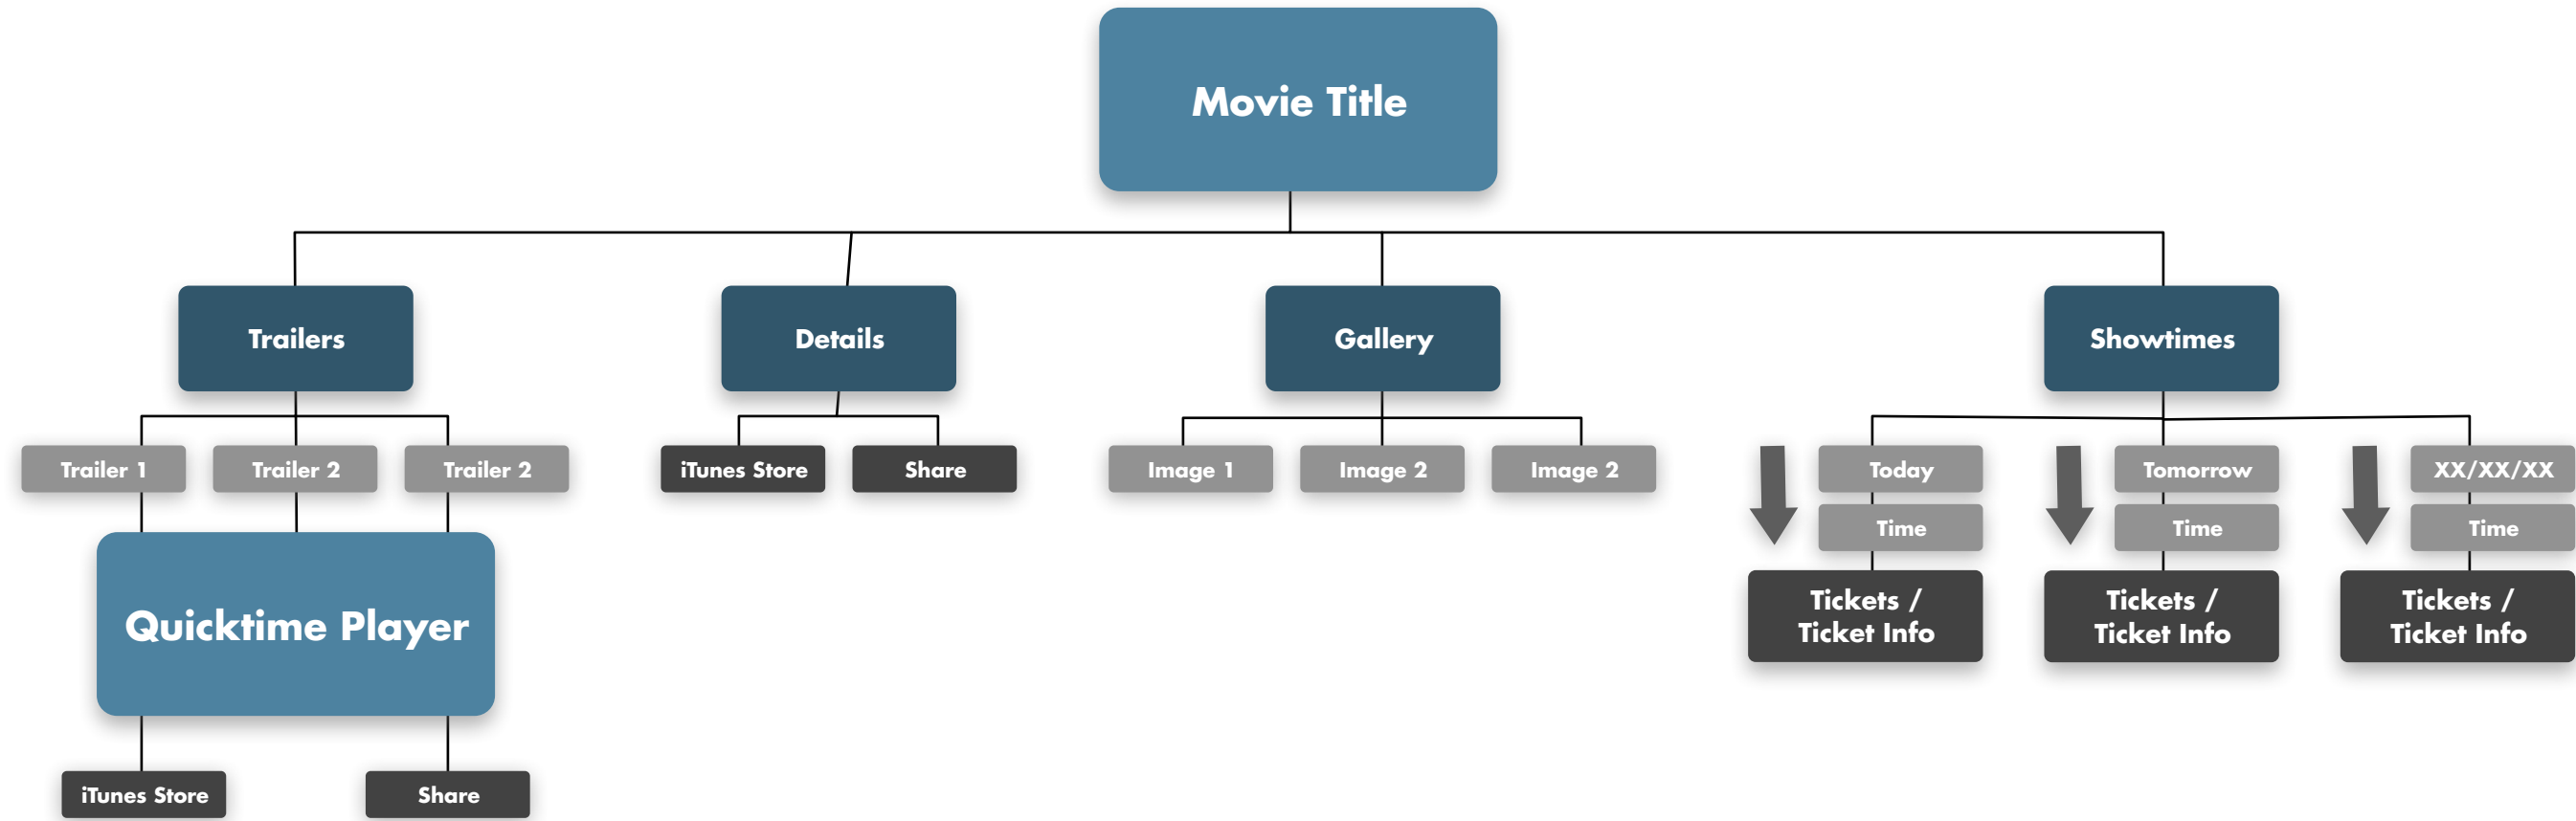 Movie Title
Trailers
Details
Gallery
Showtimes
Trailer 1
Trailer 2
Trailer 2
iTunes Store
Share
Image 1
Image 2
Image 2
Today
Tomorrow
XX/XX/XX
Time
Time
Time
Quicktime Player
Tickets /
Ticket Info
Tickets /
Ticket Info
Tickets /
Ticket Info
iTunes Store
Share